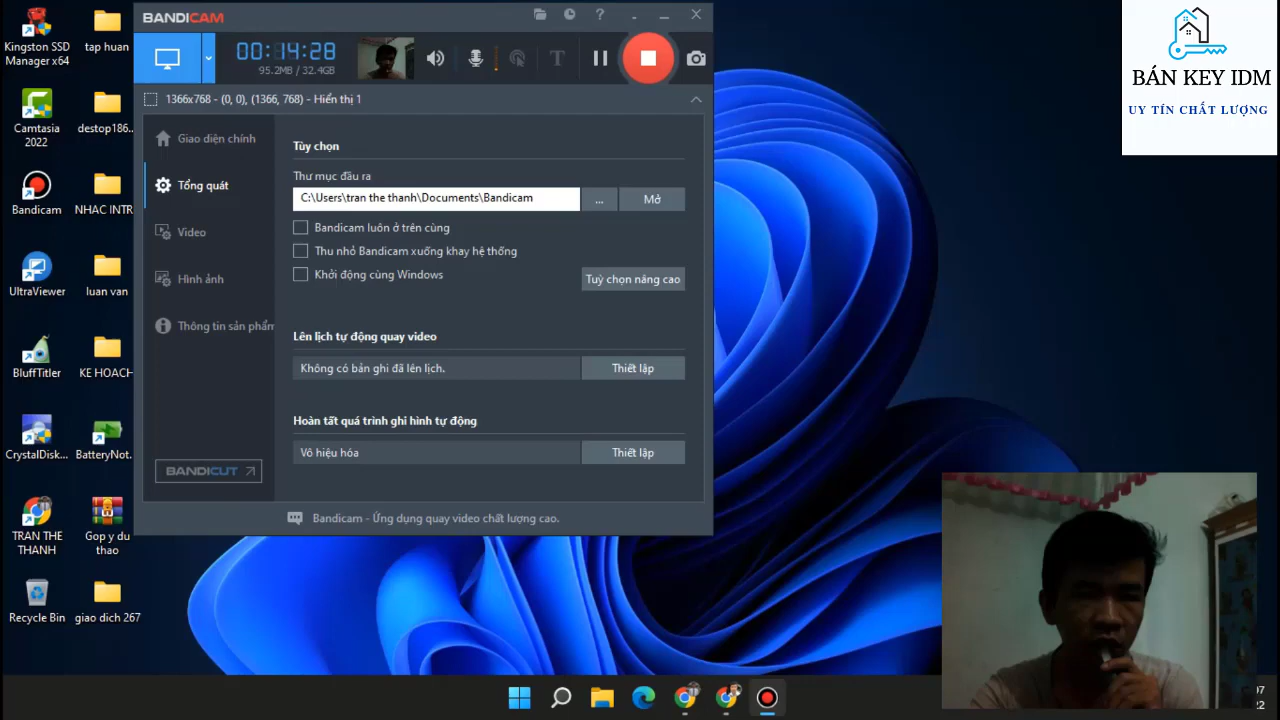 Kingston SSD
Manager x64
tap huan
Camtasia
2022
destop186...
Bandicam
NHAC INTR
UltraViewer
luan van
BluffTitler
KE HOACH
CrystalDisk...
BatteryNot...
TRAN THE
THANH
Gop y du
thao
Recycle Bin
giao dich 267
BANDICAM
?
00:14:28
95.2MB / 32.4GB
T
1366x768 - (0, 0), (1366, 768) - Hiển thị 1
Giao diện chính
Tổng quát
Video
Hình ảnh
Thông tin sản phẩm
BANDICUT
Tùy chọn
Thư mục đầu ra
C:\Users\tran the thanh\Documents\Bandicam
...
Mở
Bandicam luôn ở trên cùng
Thu nhỏ Bandicam xuống khay hệ thống
Khởi động cùng Windows
Tuỳ chọn nâng cao
Lên lịch tự động quay video
Không có bản ghi đã lên lịch.
Thiết lập
Hoàn tất quá trình ghi hình tự động
Vô hiệu hóa
Thiết lập
Bandicam - Ứng dụng quay video chất lượng cao.
BÁN KEY IDM
UY TÍN CHẤT LƯỢNG
07
22